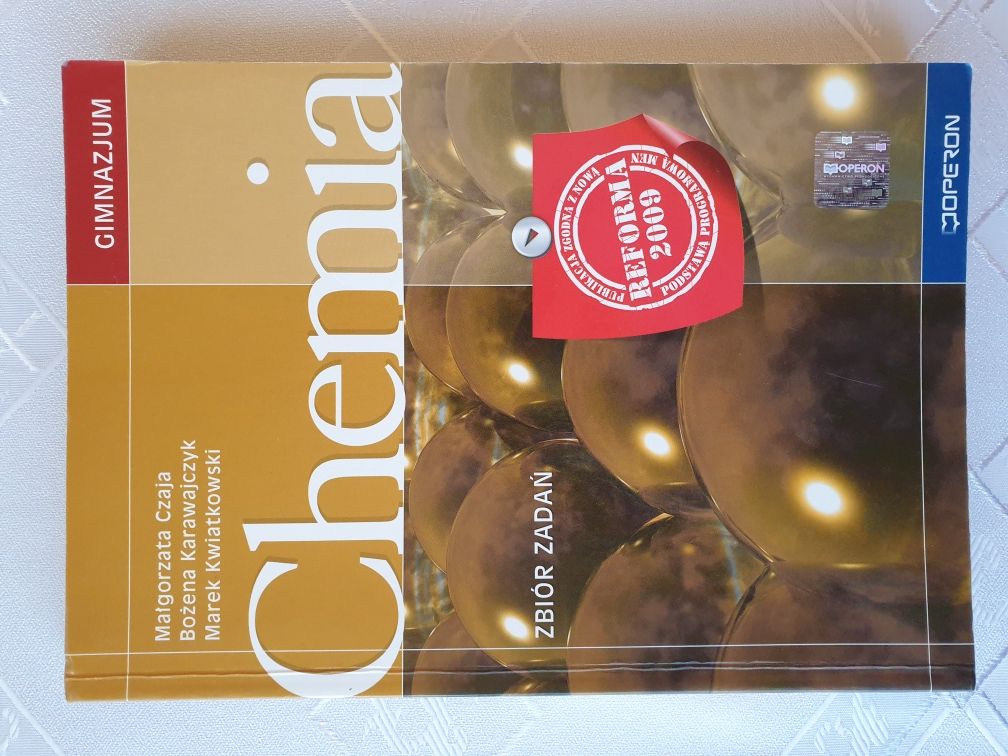 GIMNAZJUM
Małgorzata Czaja
Bożena Karawajczyk
Marek Kwiatkowski
Chemia
ZBIÓR ZADAŃ
PUBLIKACJA ZGODNA Z NOWĄ
REFORMA
2009
PODSTAWĄ PROGRAMOWĄ MEN
OPERON
OPERON